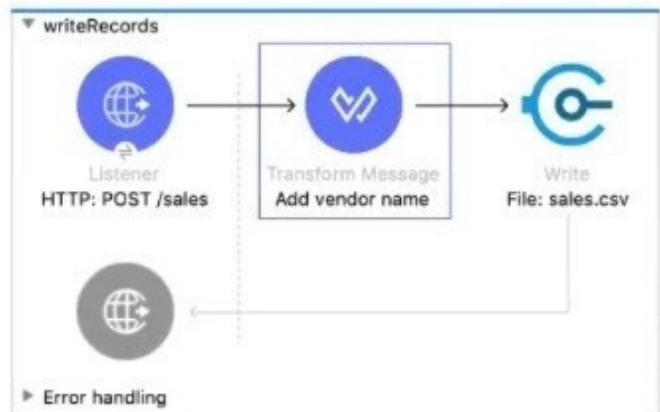 writeRecords
Listener
HTTP: POST /sales
Transform Message
Add vendor name
Write
File: sales.csv
Error handling